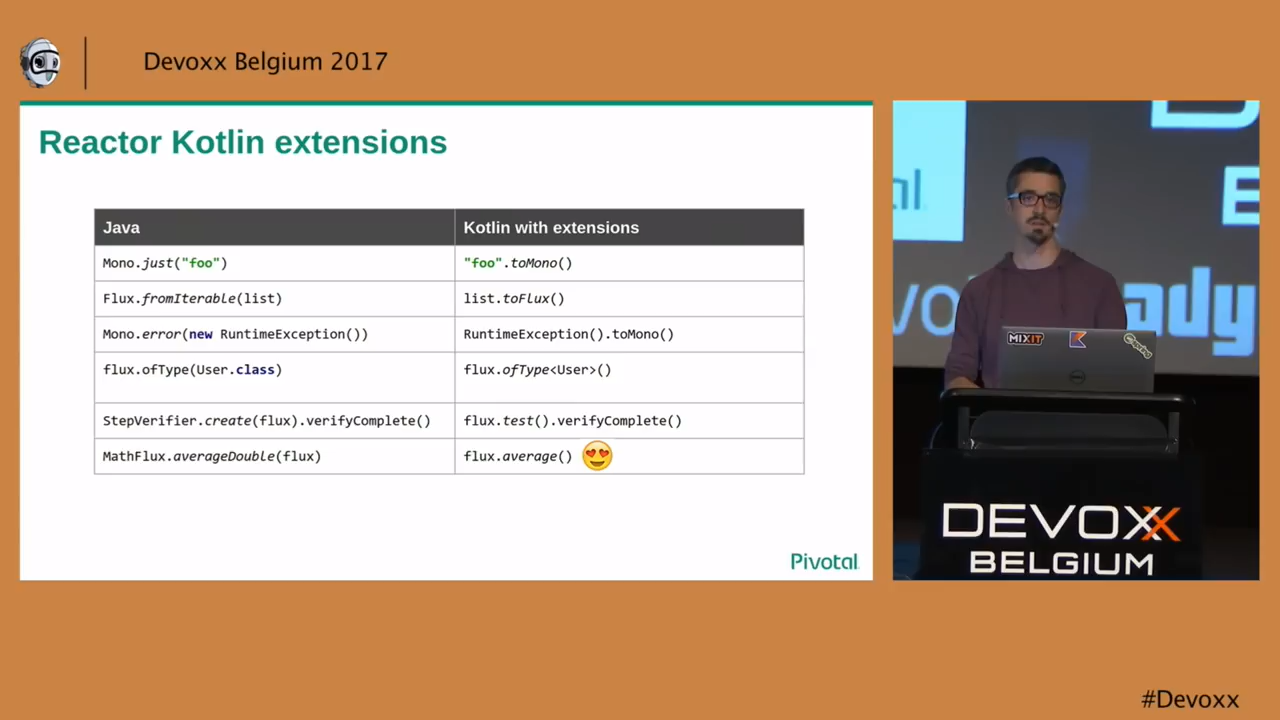 Devoxx Belgium 2017
Reactor Kotlin extensions
Java
Kotlin with extensions
Mono.just("foo")
"foo".toMono()
Flux.fromIterable(list)
list.toFlux()
Mono.error(new RuntimeException())
RuntimeException().toMono()
flux.ofType(User.class)
flux.ofType<User>()
StepVerifier.create(flux).verifyComplete()
flux.test().verifyComplete()
MathFlux.averageDouble(flux)
flux.average()
Pivotal
MIXIT
spring
DEVOXX
BELGIUM
#Devoxx